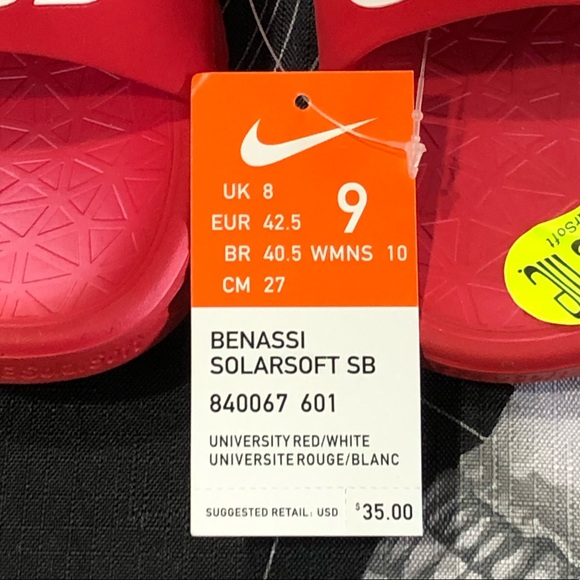 UK 8
9
EUR 42.5
BR 40.5 WMNS 10
CM 27
BENASSI
SOLARSOFT SB
840067 601
UNIVERSITY RED/WHITE
UNIVERSITE ROUGE/BLANC
SUGGESTED RETAIL: USD $35.00